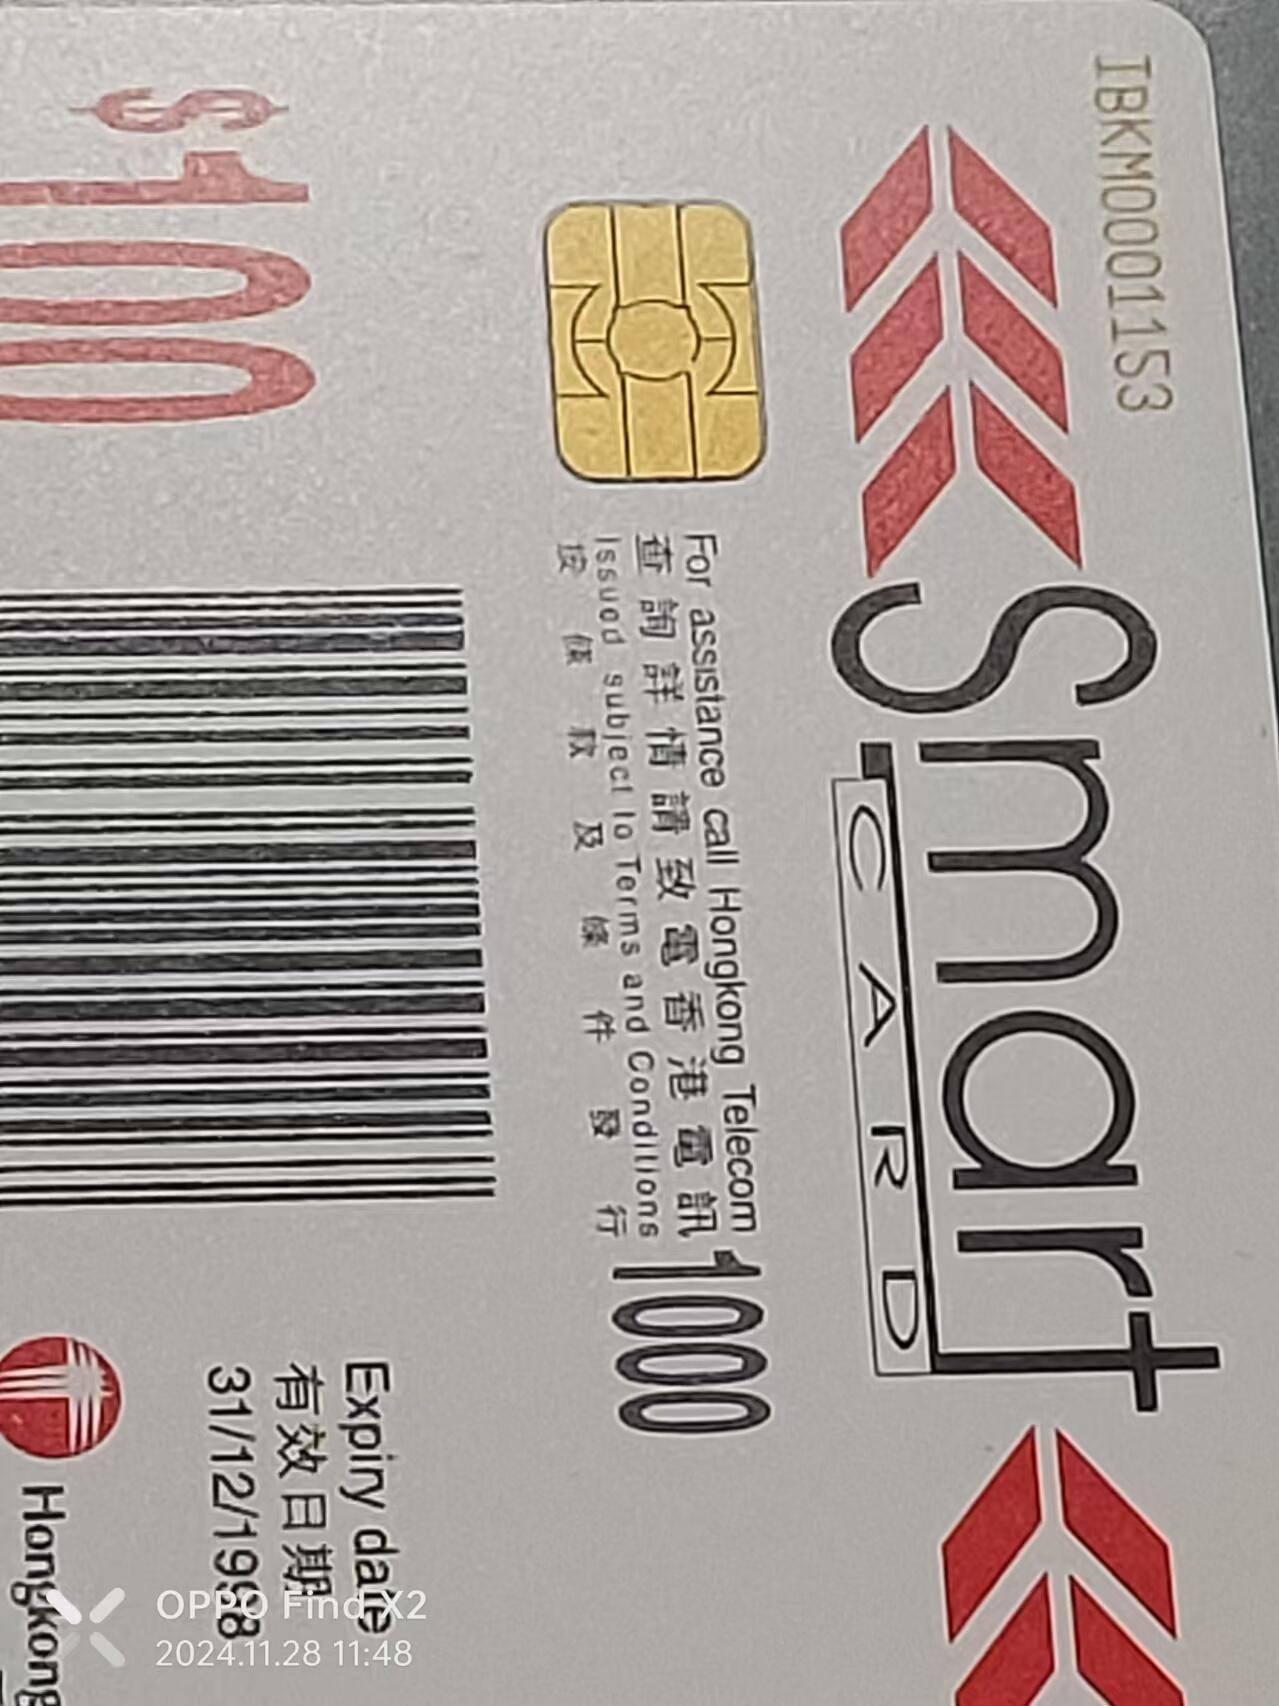 IBKM0001153
Smart
CARD
For assistance call Hongkong Telecom
查詢詳情請致電香港電訊
Issued subject to Terms and Conditions
按條款及條件發行
1000
$100
Expiry date
有效日期
31/12/1998
Hongkong
OPPO Find X2
2024.11.28 11:48